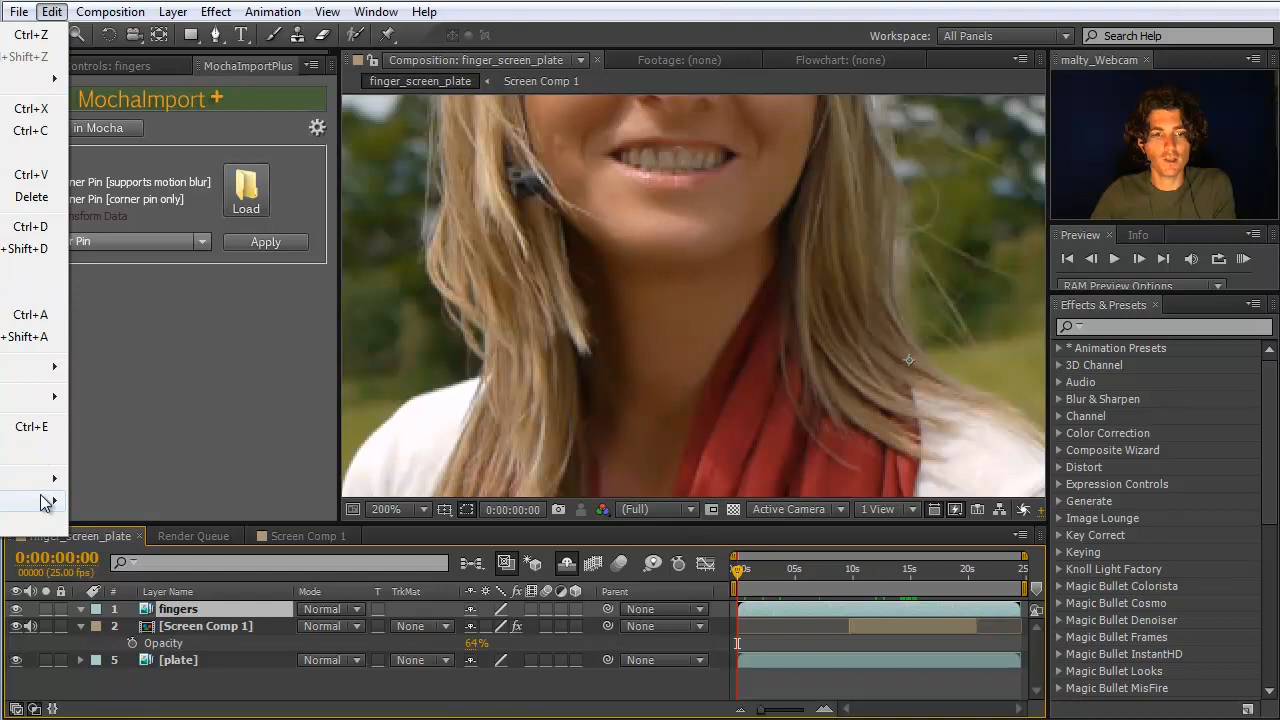 File Edit Composition Layer Effect Animation View Window Help
Ctrl+Z
+Shift+Z
Ctrl+X
Ctrl+C
Ctrl+V
Delete
Ctrl+D
+Shift+D
Ctrl+A
+Shift+A
Ctrl+E
Workspace: All Panels Search Help
ontrols: fingers MochaImportPlus
MochaImport +
in Mocha
rner Pin [supports motion blur]
rner Pin [corner pin only]
nsform Data
Load
r Pin Apply
Composition: finger_screen_plate Footage: (none) Flowchart: (none)
finger_screen_plate Screen Comp 1
200% 0:00:00:00 (Full) Active Camera 1 View
malty_Webcam
Preview Info
RAM Preview Options
Effects & Presets
* Animation Presets
3D Channel
Audio
Blur & Sharpen
Channel
Color Correction
Composite Wizard
Distort
Expression Controls
Generate
Image Lounge
Key Correct
Keying
Knoll Light Factory
Magic Bullet Colorista
Magic Bullet Cosmo
Magic Bullet Denoiser
Magic Bullet Frames
Magic Bullet InstantHD
Magic Bullet Looks
Magic Bullet MisFire
finger_screen_plate Render Queue Screen Comp 1
0:00:00:00
00000 (25.00 fps)
05s 10s 15s 20s 25
# Layer Name Mode T TrkMat Parent
1 fingers Normal None
2 [Screen Comp 1] Normal None None
Opacity 64%
5 [plate] Normal None None